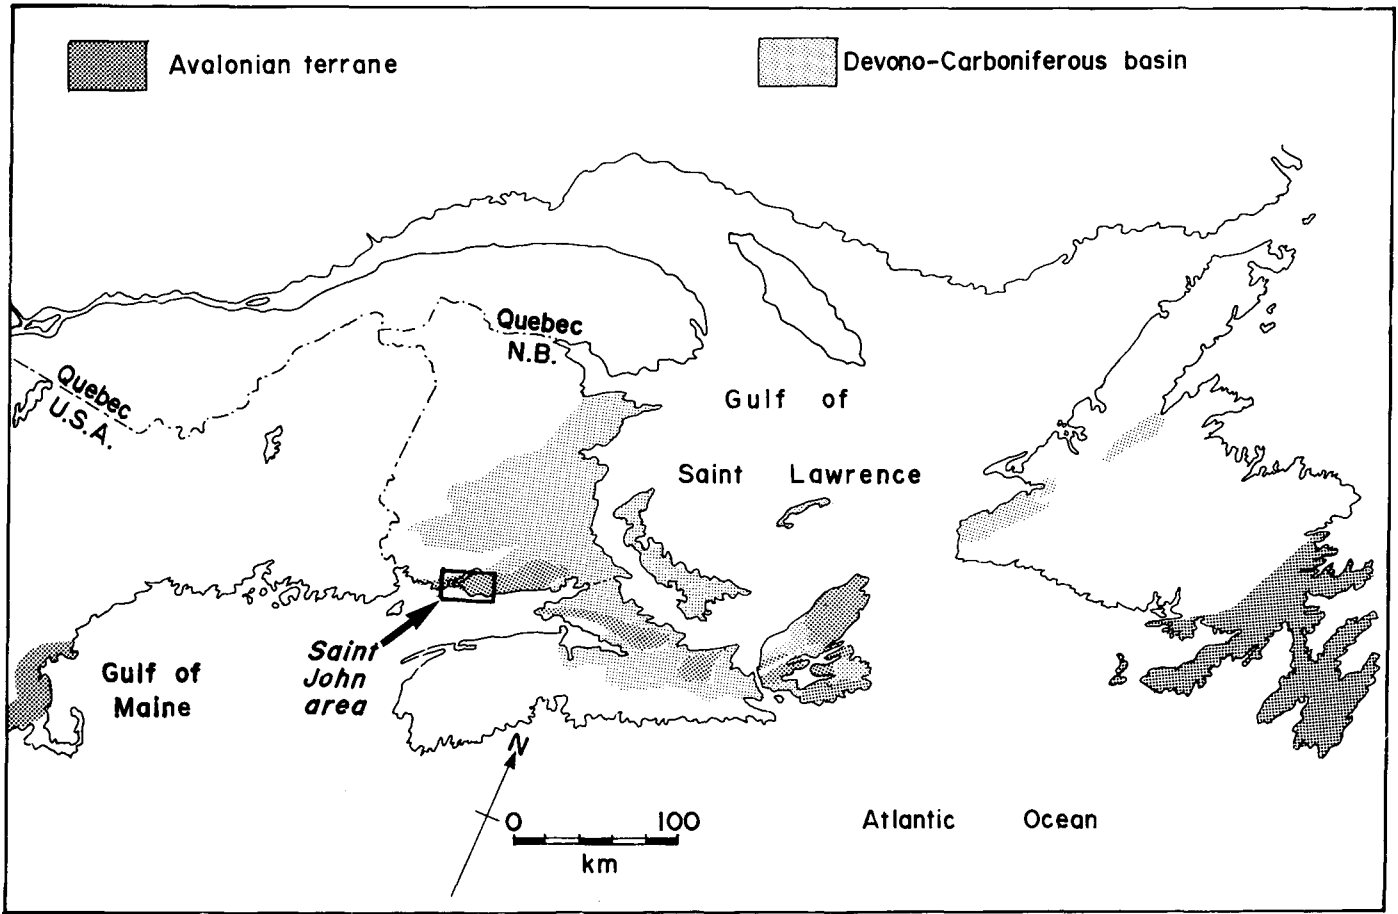 Avalonian terrane
Devono-Carboniferous basin
Quebec
N.B.
Quebec
U.S.A.
Gulf of
Saint Lawrence
Saint
John
area
Gulf of
Maine
N
0 100
km
Atlantic Ocean